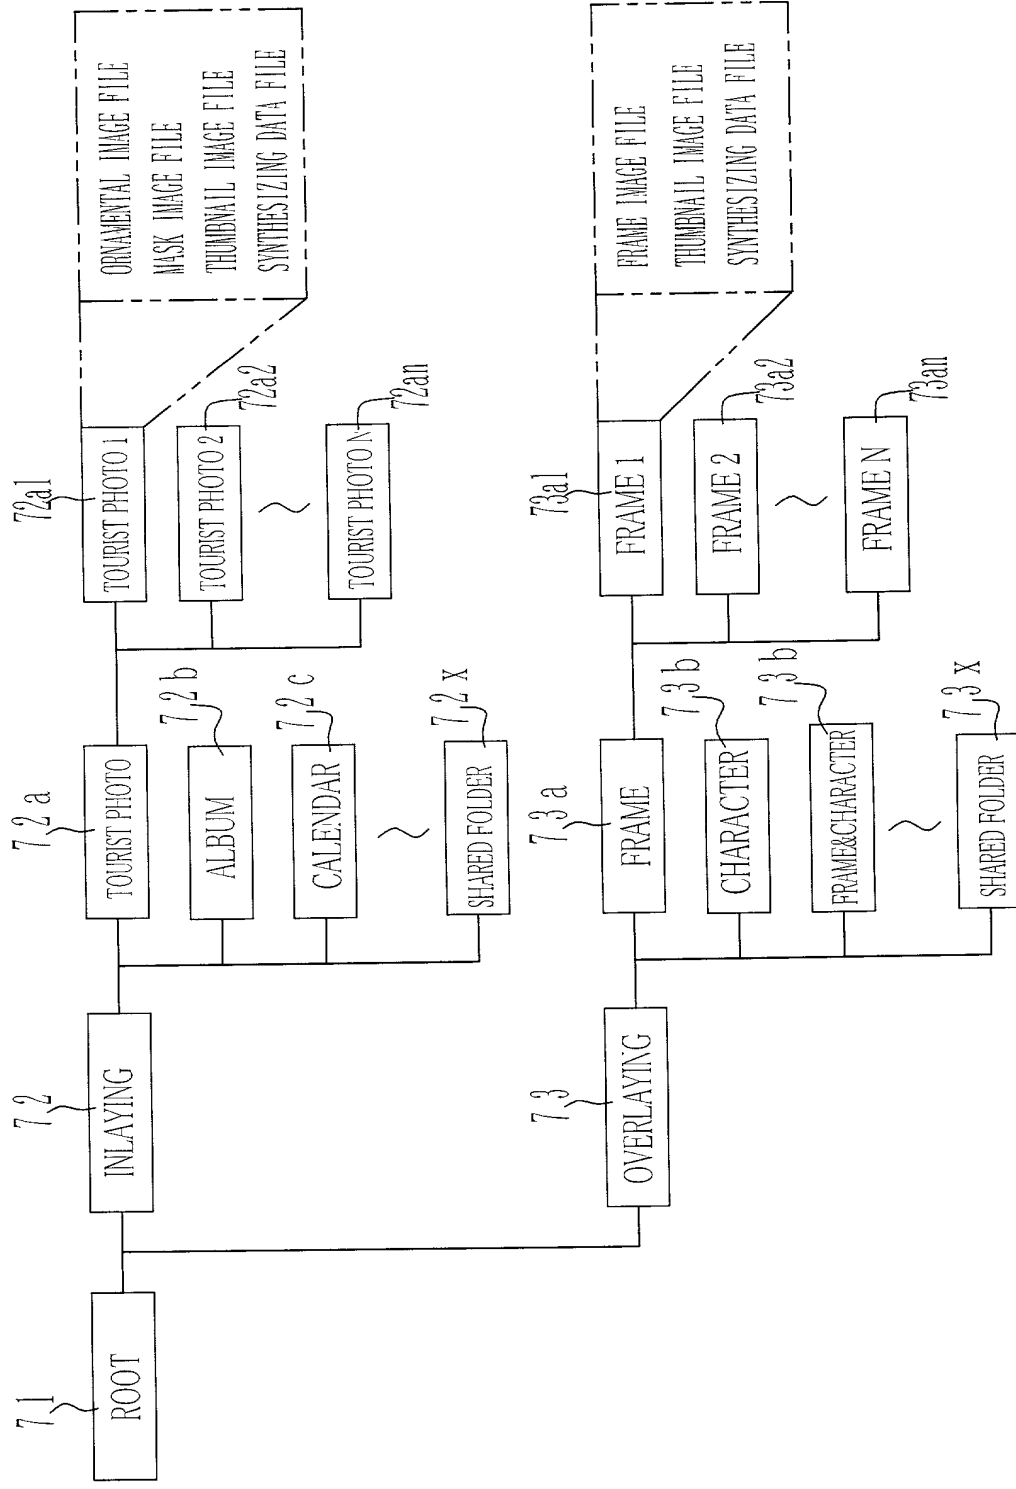 71
ROOT
72
INLAYING
72a
TOURIST PHOTO
72b
ALBUM
72c
CALENDAR
72x
SHARED FOLDER
72a1
TOURIST PHOTO 1
72a2
TOURIST PHOTO 2
72an
TOURIST PHOTO N
ORNAMENTAL IMAGE FILE
MASK IMAGE FILE
THUMBNAIL IMAGE FILE
SYNTHESIZING DATA FILE
73
OVERLAYING
73a
FRAME
73b
CHARACTER
73b
FRAME&CHARACTER
73x
SHARED FOLDER
73a1
FRAME 1
73a2
FRAME 2
73an
FRAME N
FRAME IMAGE FILE
THUMBNAIL IMAGE FILE
SYNTHESIZING DATA FILE